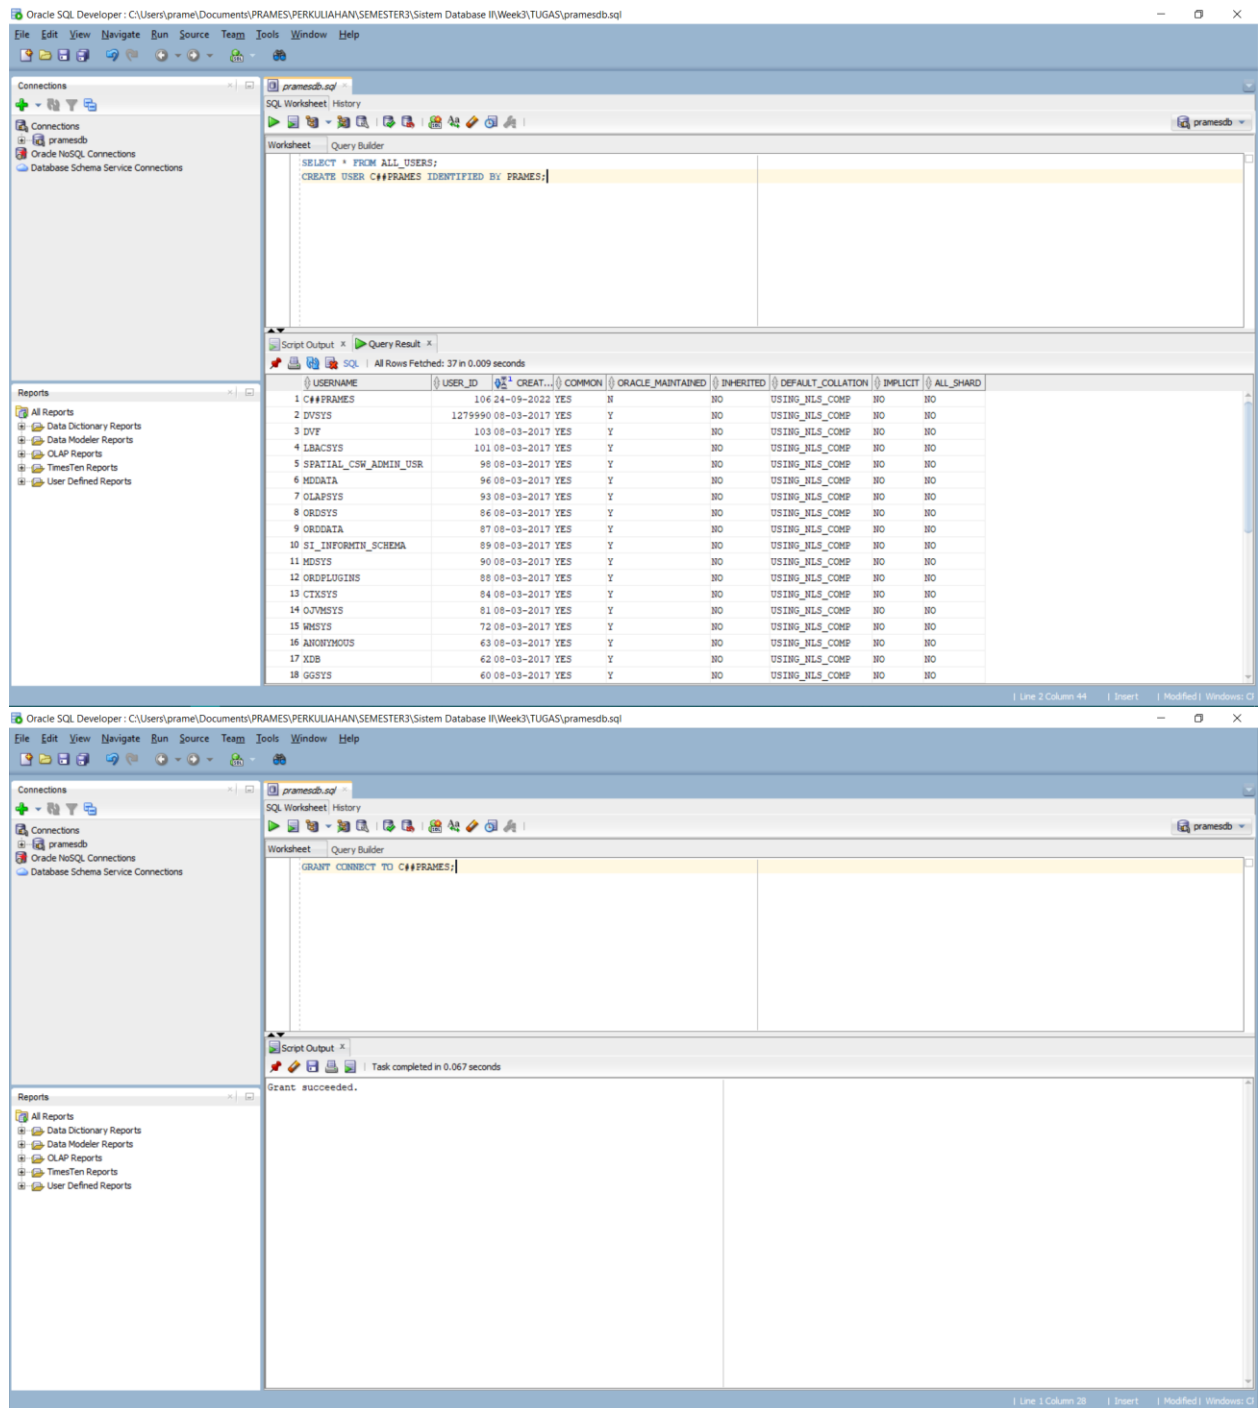 Oracle SQL Developer : C:\Users\prame\Documents\PRAMES\PERKULIAHAN\SEMESTER3\Sistem Database II\Week3\TUGAS\pramesdb.sql
File Edit View Navigate Run Source Team Tools Window Help
Connections
Connections
pramesdb
Oracle NoSQL Connections
Database Schema Service Connections
pramesdb.sql
SQL Worksheet History
pramesdb
Worksheet Query Builder
SELECT * FROM ALL_USERS;
CREATE USER C##PRAMES IDENTIFIED BY PRAMES;
Script Output x Query Result x
SQL | All Rows Fetched: 37 in 0.009 seconds
USERNAME USER_ID CREAT... COMMON ORACLE_MAINTAINED INHERITED DEFAULT_COLLATION IMPLICIT ALL_SHARD
1 C##PRAMES 106 24-09-2022 YES N NO USING_NLS_COMP NO NO
2 DVSYS 1279990 08-03-2017 YES Y NO USING_NLS_COMP NO NO
3 DVF 103 08-03-2017 YES Y NO USING_NLS_COMP NO NO
4 LBACSYS 101 08-03-2017 YES Y NO USING_NLS_COMP NO NO
5 SPATIAL_CSW_ADMIN_USR 98 08-03-2017 YES Y NO USING_NLS_COMP NO NO
6 MDDATA 96 08-03-2017 YES Y NO USING_NLS_COMP NO NO
7 OLAPSYS 93 08-03-2017 YES Y NO USING_NLS_COMP NO NO
8 ORDSYS 86 08-03-2017 YES Y NO USING_NLS_COMP NO NO
9 ORDDATA 87 08-03-2017 YES Y NO USING_NLS_COMP NO NO
10 SI_INFORMTN_SCHEMA 89 08-03-2017 YES Y NO USING_NLS_COMP NO NO
11 MDSYS 90 08-03-2017 YES Y NO USING_NLS_COMP NO NO
12 ORDPLUGINS 88 08-03-2017 YES Y NO USING_NLS_COMP NO NO
13 CTXSYS 84 08-03-2017 YES Y NO USING_NLS_COMP NO NO
14 OJVMSYS 81 08-03-2017 YES Y NO USING_NLS_COMP NO NO
15 WMSYS 72 08-03-2017 YES Y NO USING_NLS_COMP NO NO
16 ANONYMOUS 63 08-03-2017 YES Y NO USING_NLS_COMP NO NO
17 XDB 62 08-03-2017 YES Y NO USING_NLS_COMP NO NO
18 GGSYS 60 08-03-2017 YES Y NO USING_NLS_COMP NO NO
Reports
All Reports
Data Dictionary Reports
Data Modeler Reports
OLAP Reports
TimesTen Reports
User Defined Reports
| Line 2 Column 44 | Insert | Modified | Windows: Cl
Oracle SQL Developer : C:\Users\prame\Documents\PRAMES\PERKULIAHAN\SEMESTER3\Sistem Database II\Week3\TUGAS\pramesdb.sql
File Edit View Navigate Run Source Team Tools Window Help
Connections
Connections
pramesdb
Oracle NoSQL Connections
Database Schema Service Connections
pramesdb.sql
SQL Worksheet History
pramesdb
Worksheet Query Builder
GRANT CONNECT TO C##PRAMES;
Script Output x
| Task completed in 0.067 seconds
Grant succeeded.
Reports
All Reports
Data Dictionary Reports
Data Modeler Reports
OLAP Reports
TimesTen Reports
User Defined Reports
| Line 1 Column 28 | Insert | Modified | Windows: Cl